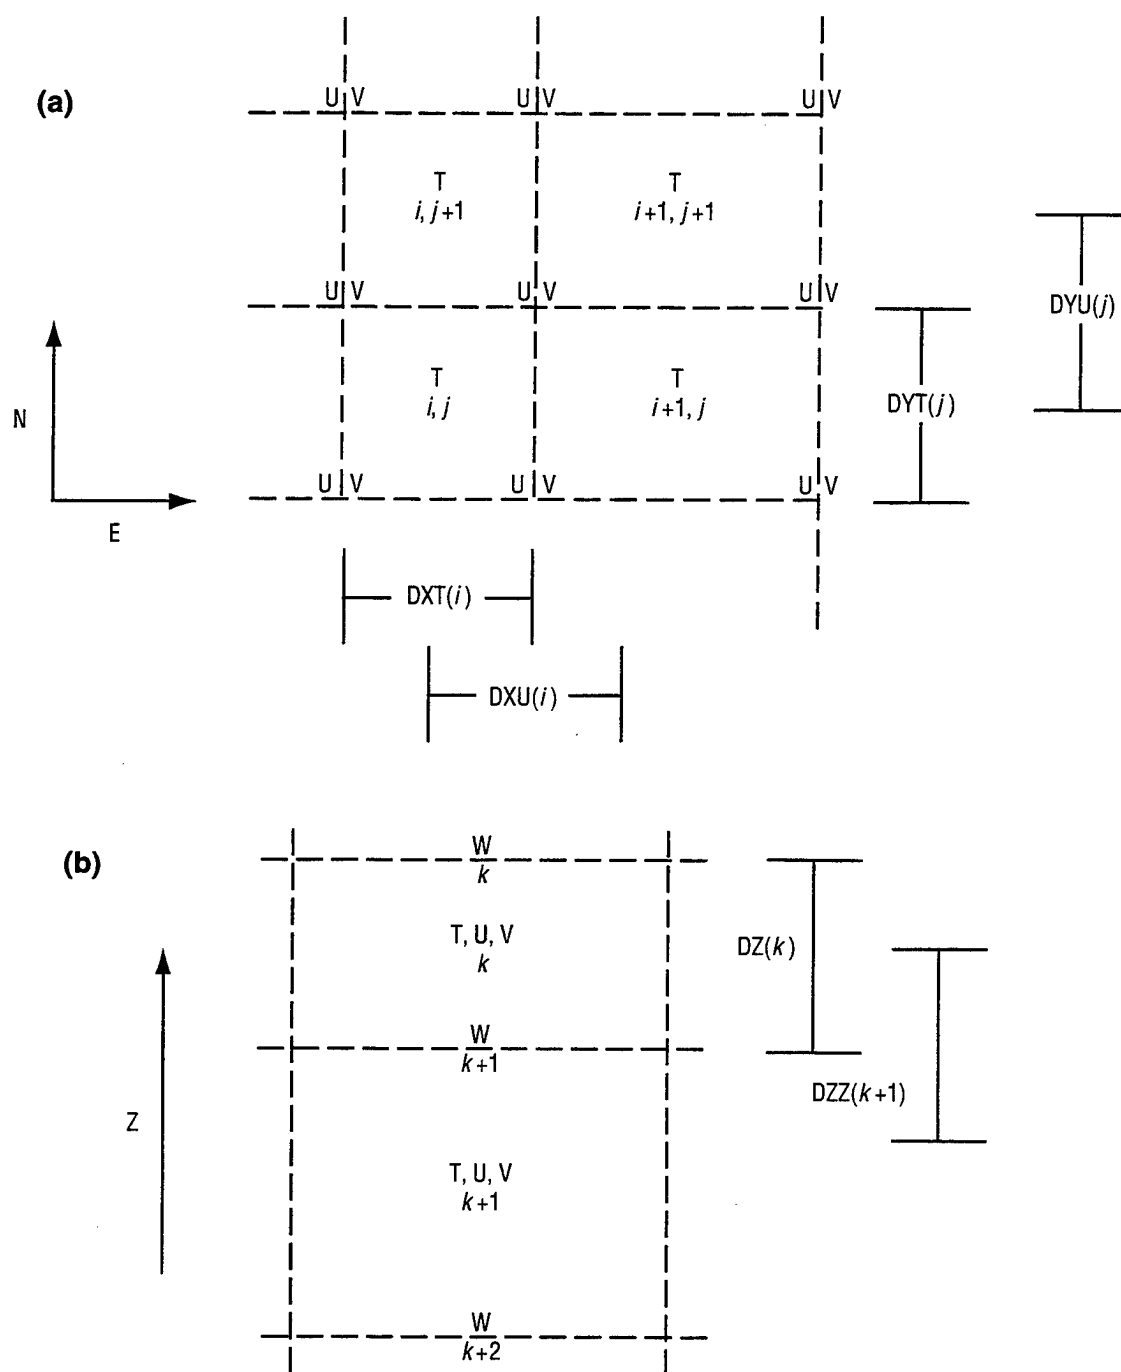 (a)
U V U V U V
T T
i, j+1 i+1, j+1
U V U V U V
DYU(j)
T T
i, j i+1, j
DYT(j)
N
U V U V U V
E
DXT(i)
DXU(i)
(b)
W
k
T, U, V
k
DZ(k)
W
k+1
DZZ(k+1)
Z
T, U, V
k+1
W
k+2